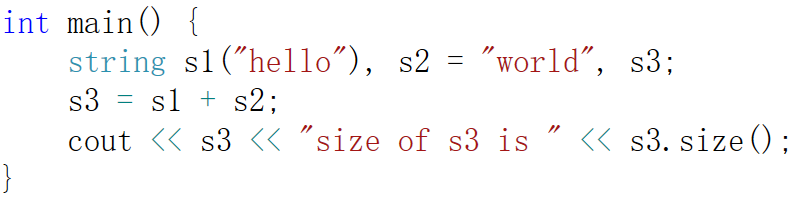 int main() {
    string s1("hello"), s2 = "world", s3;
    s3 = s1 + s2;
    cout << s3 << "size of s3 is " << s3.size();
}